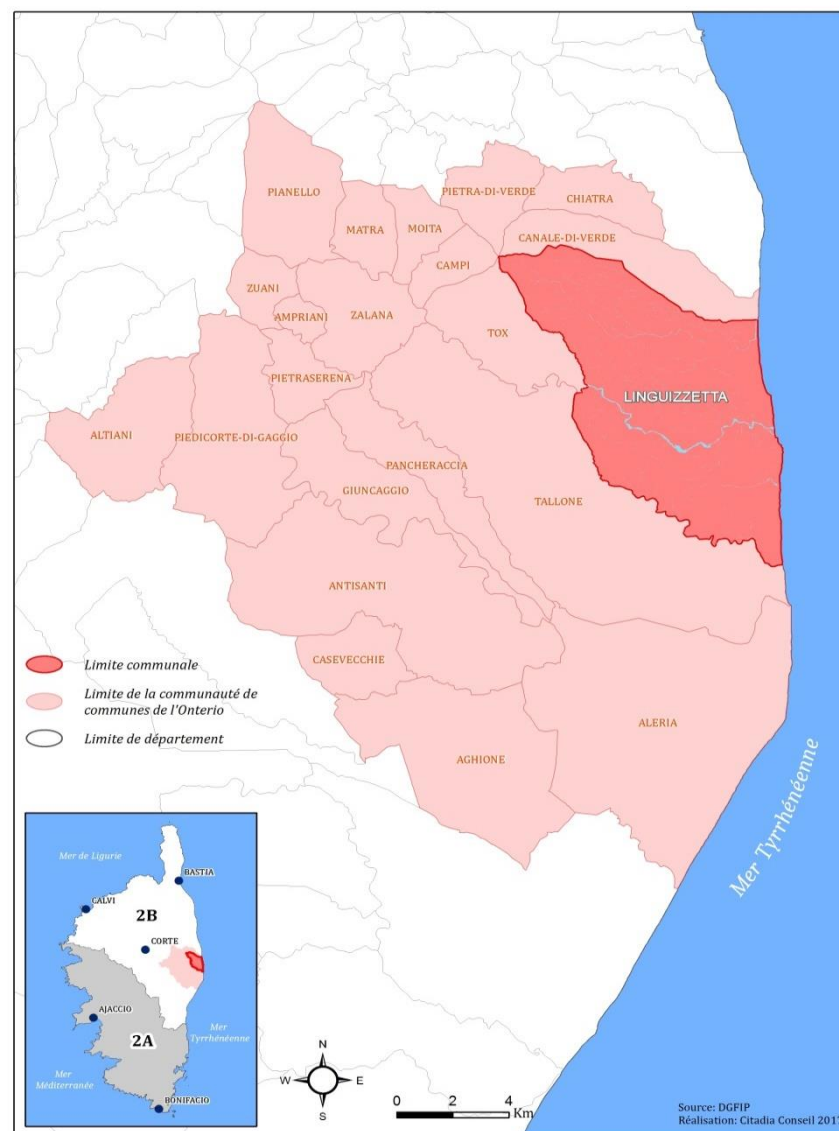 PIANELLO
PIETRA-DI-VERDE
CHIATRA
MATRA
MOITA
CANALE-DI-VERDE
CAMPI
ZUANI
AMPRIANI
ZALANA
TOX
PIETRASERENA
LINGUIZZETTA
ALTIANI
PIEDICORTE-DI-GAGGIO
PANCHERACCIA
GIUNCAGGIO
TALLONE
ANTISANTI
CASEVECCHIE
ALERIA
AGHIONE
Mer Tyrrhénéenne
Limite communale
Limite de la communauté de
communes de l'Onterio
Limite de département
Mer de Ligurie
BASTIA
CALVI
2B
CORTE
AJACCIO
2A
Mer
Tyrrhénéenne
Mer
Méditerranée
BONIFACIO
N
W
E
S
0 2 4
Km
Source: DGFIP
Réalisation: Citadia Conseil 2017